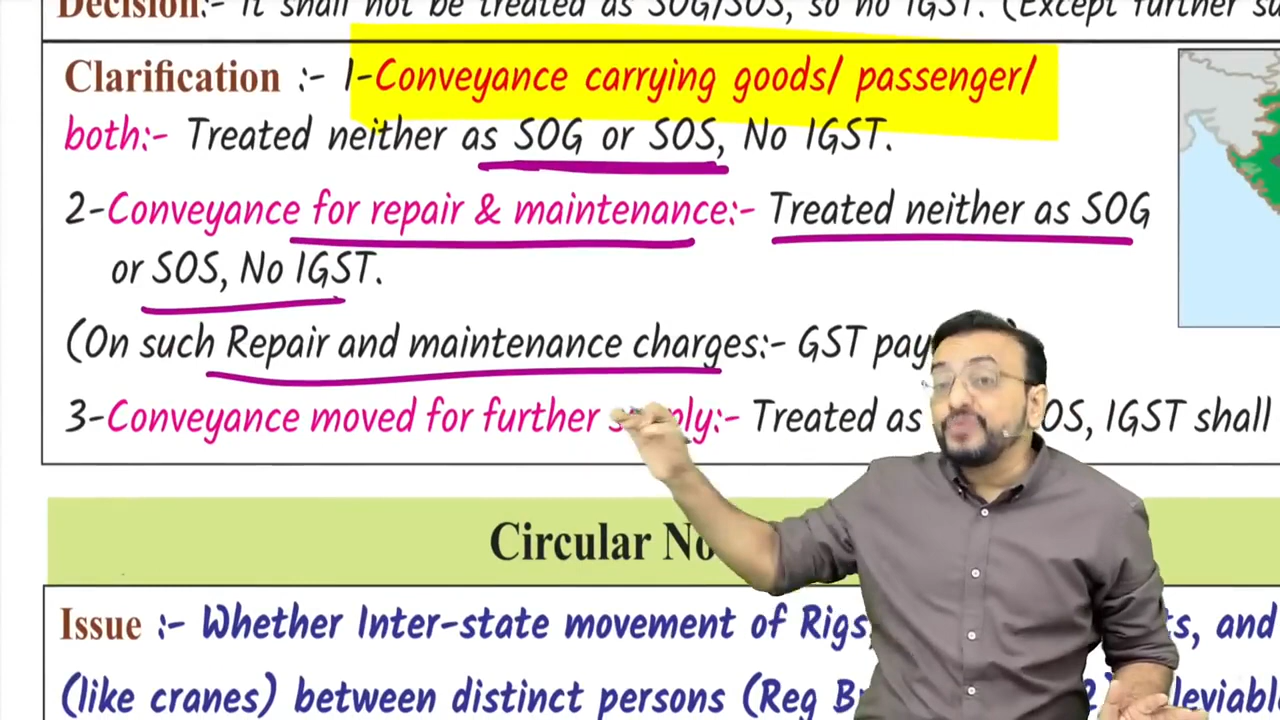 Decision:- It shall not be treated as SOG/SOS, so no IGST. (Except further su
Clarification :- 1-Conveyance carrying goods/ passenger/
both:- Treated neither as SOG or SOS, No IGST.
2-Conveyance for repair & maintenance:- Treated neither as SOG
or SOS, No IGST.
(On such Repair and maintenance charges:- GST pay
3-Conveyance moved for further s ply:- Treated as OS, IGST shall
Circular No
Issue :- Whether Inter-state movement of Rigs, ts, and
(like cranes) between distinct persons (Reg B 2) leviabl